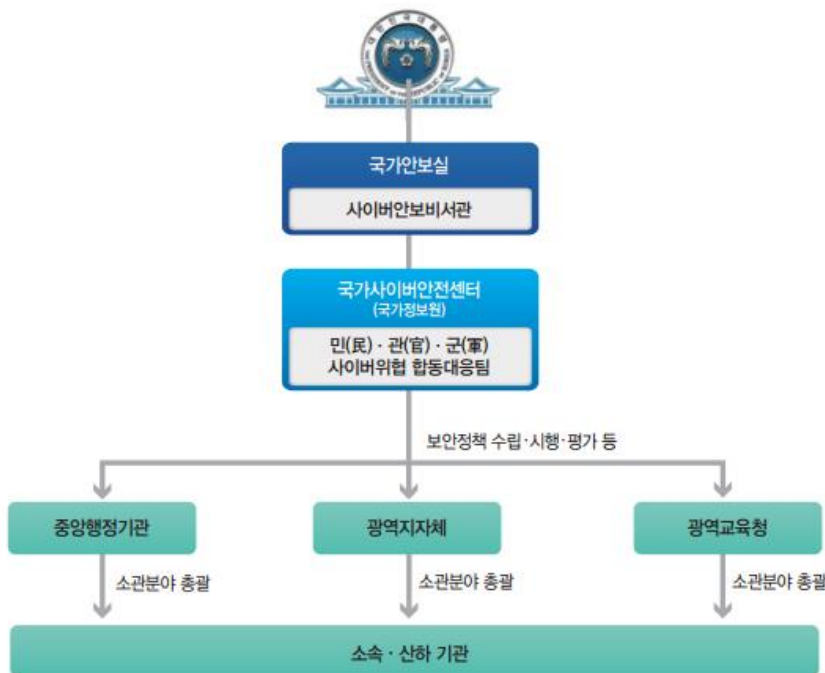 국가안보실
사이버안보비서관
국가사이버안전센터
(국가정보원)
민(民) · 관(官) · 군(軍)
사이버위협 합동대응팀
보안정책 수립·시행·평가 등
중앙행정기관
광역지자체
광역교육청
소관분야 총괄
소관분야 총괄
소관분야 총괄
소속 · 산하 기관